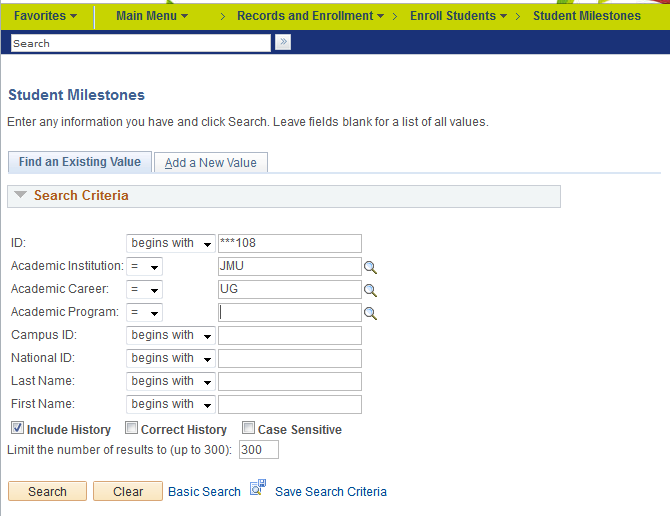 Favorites Main Menu > Records and Enrollment > Enroll Students > Student Milestones
Search »
Student Milestones
Enter any information you have and click Search. Leave fields blank for a list of all values.
Find an Existing Value Add a New Value
Search Criteria
ID: begins with ***108
Academic Institution: = JMU
Academic Career: = UG
Academic Program: =
Campus ID: begins with
National ID: begins with
Last Name: begins with
First Name: begins with
Include History Correct History Case Sensitive
Limit the number of results to (up to 300): 300
Search Clear Basic Search Save Search Criteria